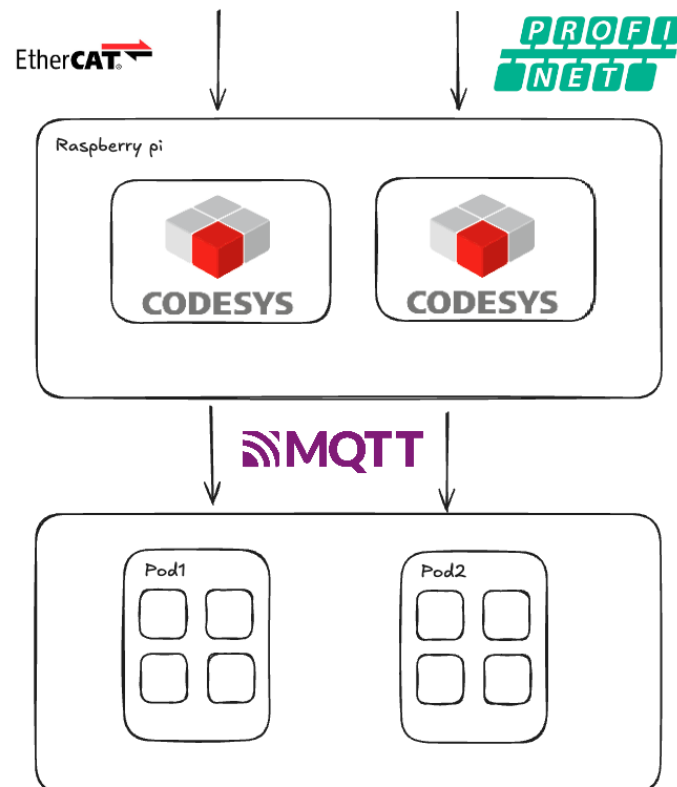 EtherCAT®
PROFI
NET
Raspberry pi
CODESYS
CODESYS
MQTT
Pod1
Pod2